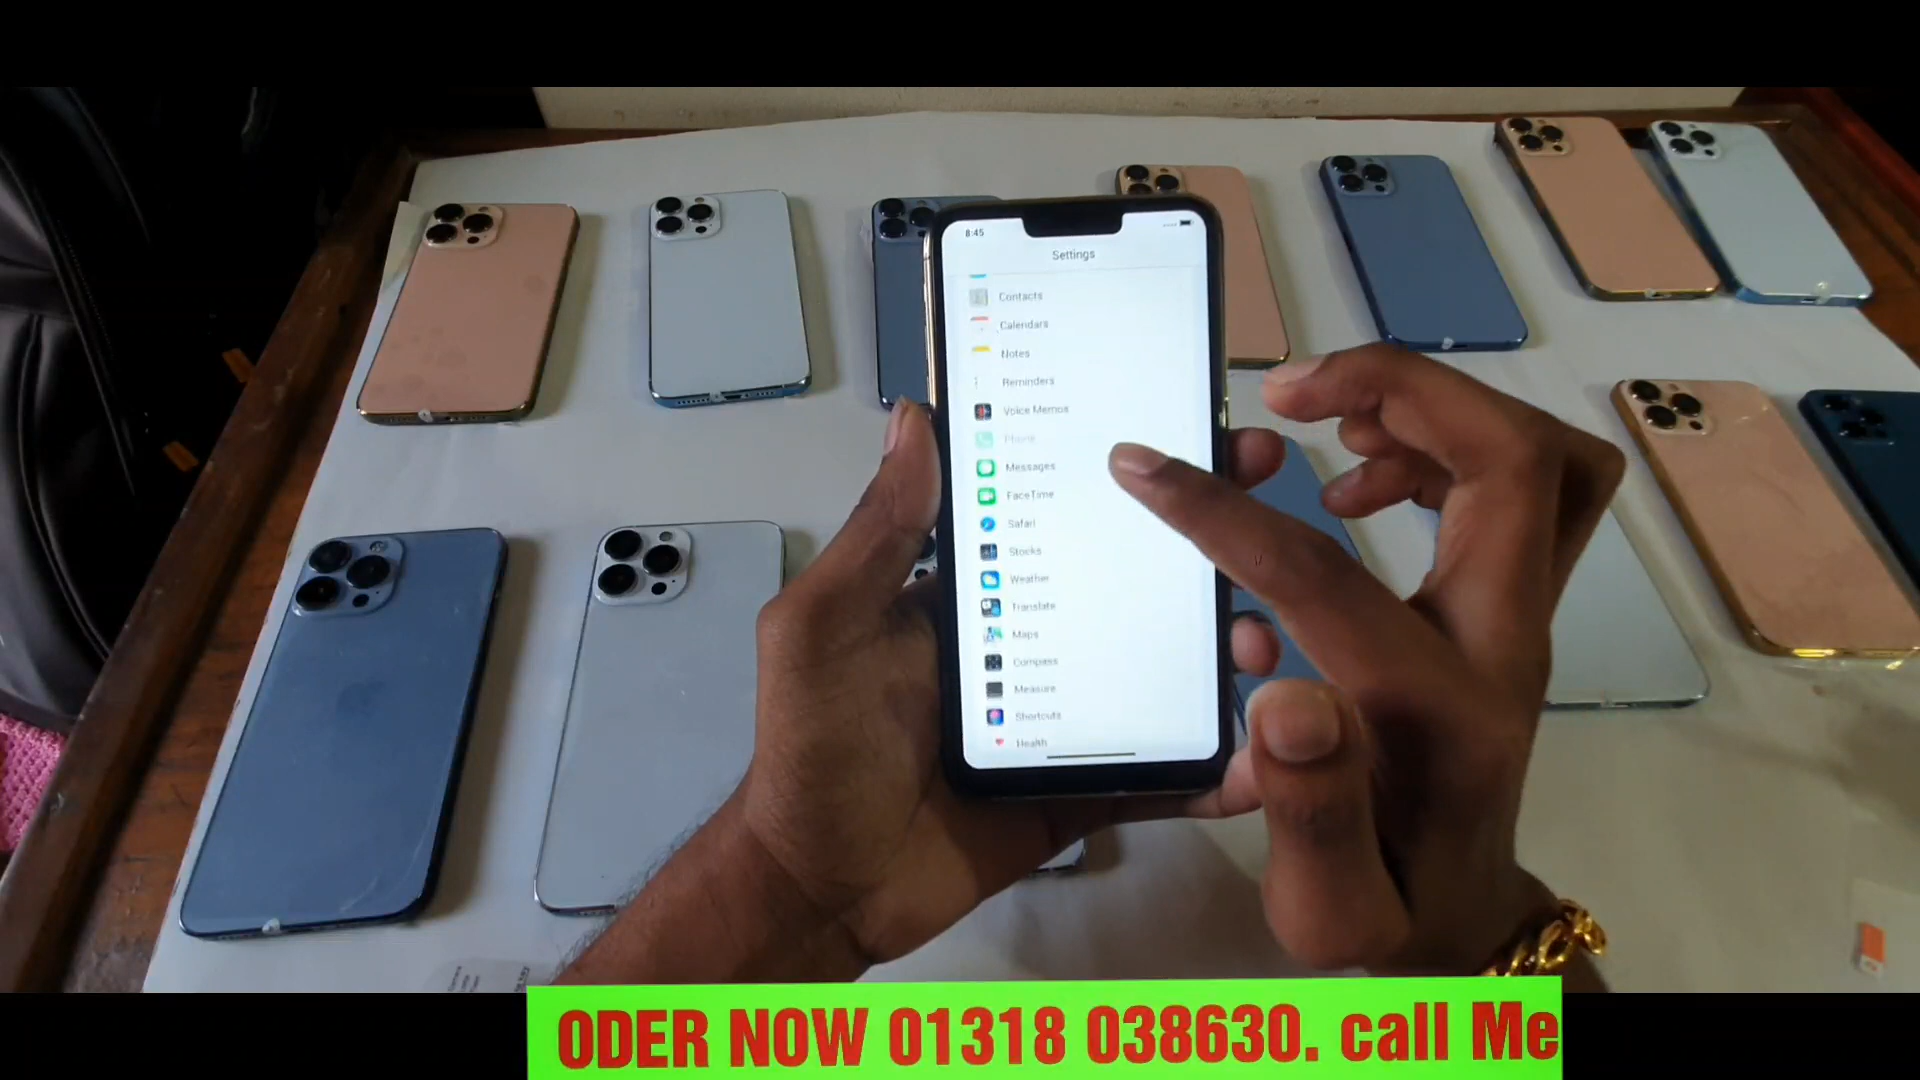 8:45
Settings
Contacts
Calendars
Notes
Reminders
Voice Memos
Phone
Messages
FaceTime
Safari
Stocks
Weather
Translate
Maps
Compass
Measure
Shortcuts
Health
ODER NOW 01318 038630. call Me